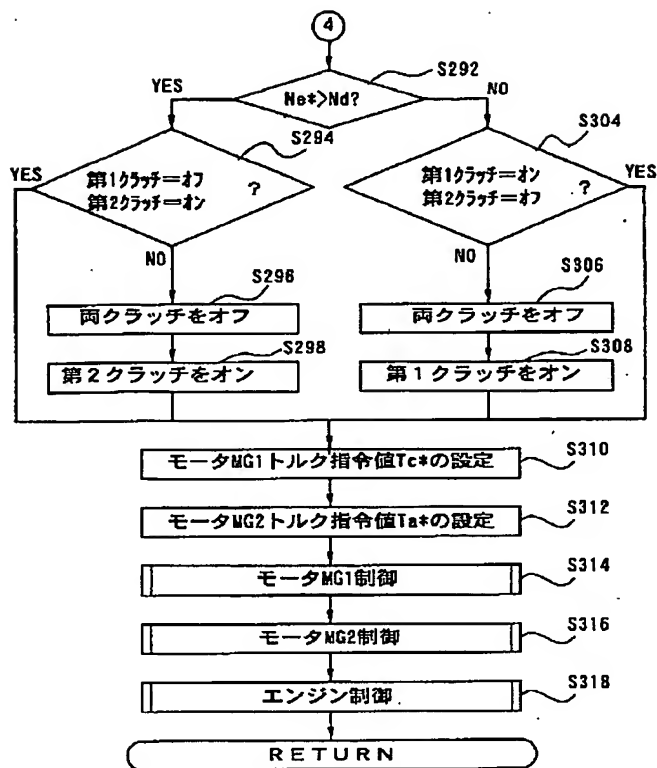 4
S292
YES
Ne*>Nd?
NO
S294
S304
YES
第1クラッチ=オフ
第2クラッチ=オン
?
第1クラッチ=オン
第2クラッチ=オフ
?
YES
NO
NO
S296
S306
両クラッチをオフ
両クラッチをオフ
S298
S308
第2クラッチをオン
第1クラッチをオン
モータMG1トルク指令値Tc*の設定
S310
モータMG2トルク指令値Ta*の設定
S312
モータMG1制御
S314
モータMG2制御
S316
エンジン制御
S318
RETURN